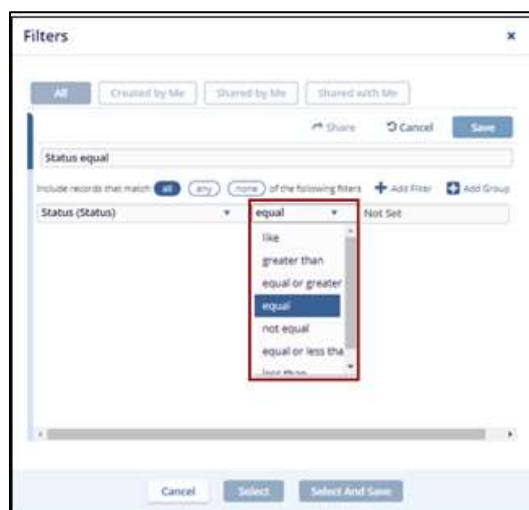 Filters
All Created by Me Shared by Me Shared with Me
Share Cancel Save
Status equal
Include records that match all any none of the following filters Add Filter Add Group
Status (Status) equal Not Set
like
greater than
equal or greater
equal
not equal
equal or less tha
less than
Cancel Select Select And Save